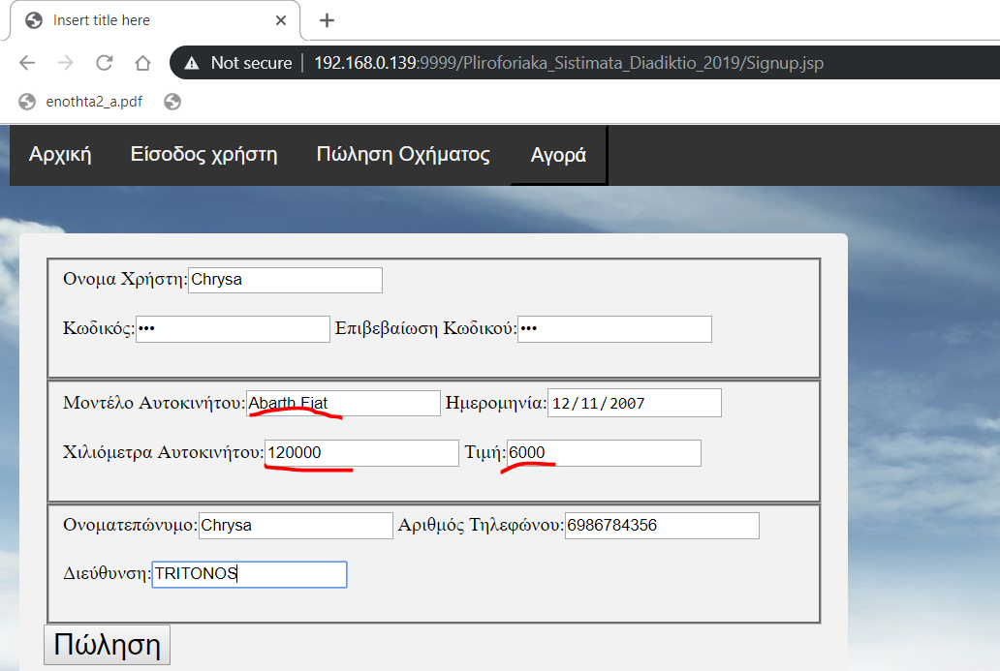 Insert title here
Not secure | 192.168.0.139:9999/Pliroforiaka_Sistimata_Diadiktio_2019/Signup.jsp
enothta2_a.pdf
Αρχική Είσοδος χρήστη Πώληση Οχήματος Αγορά
Ονομα Χρήστη: Chrysa
Κωδικός: ••• Επιβεβαίωση Κωδικού: •••
Μοντέλο Αυτοκινήτου: Abarth Fiat Ημερομηνία: 12/11/2007
Χιλιόμετρα Αυτοκινήτου: 120000 Τιμή: 6000
Ονοματεπώνυμο: Chrysa Αριθμός Τηλεφώνου: 6986784356
Διεύθυνση: TRITONOS
Πώληση